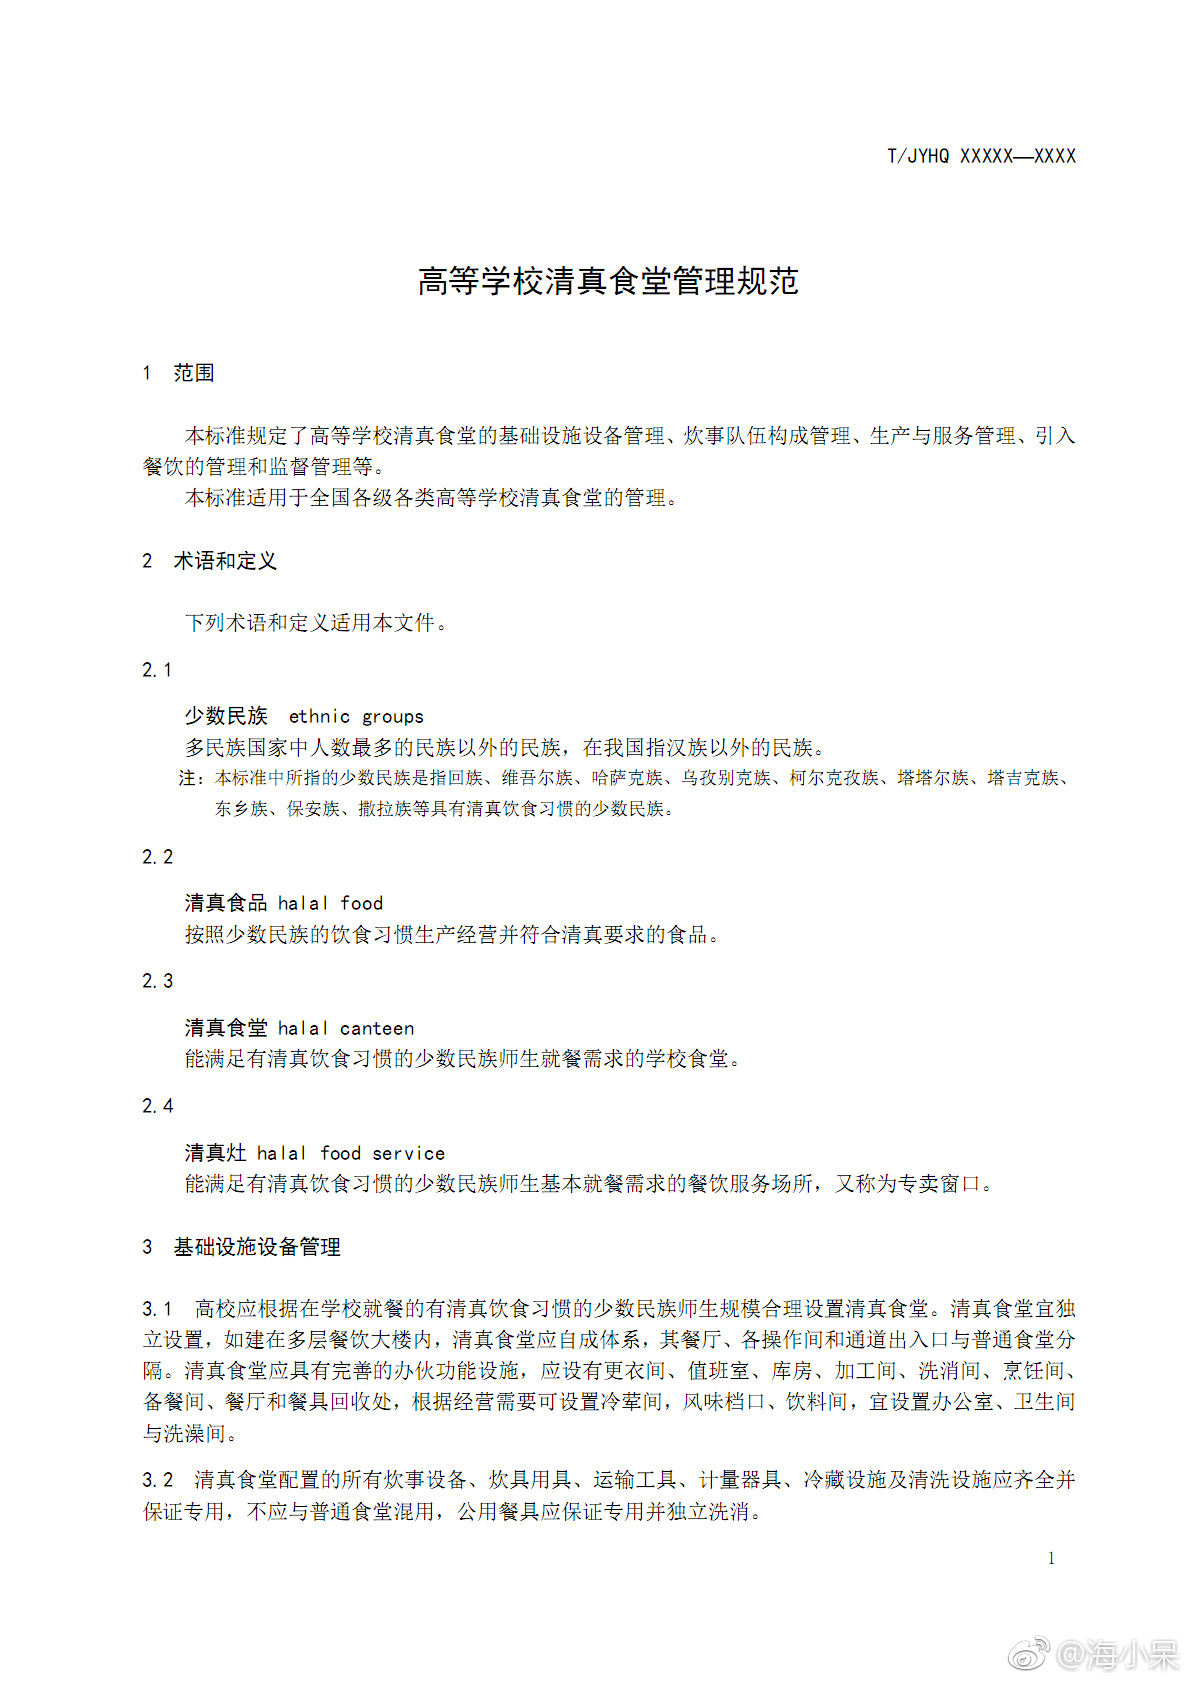 T/JYHQ XXXXX—XXXX
高等学校清真食堂管理规范
1 范围
本标准规定了高等学校清真食堂的基础设施设备管理、炊事队伍构成管理、生产与服务管理、引入
餐饮的管理和监督管理等。
本标准适用于全国各级各类高等学校清真食堂的管理。
2 术语和定义
下列术语和定义适用本文件。
2.1
少数民族 ethnic groups
多民族国家中人数最多的民族以外的民族，在我国指汉族以外的民族。
注：本标准中所指的少数民族是指回族、维吾尔族、哈萨克族、乌孜别克族、柯尔克孜族、塔塔尔族、塔吉克族、
东乡族、保安族、撒拉族等具有清真饮食习惯的少数民族。
2.2
清真食品 halal food
按照少数民族的饮食习惯生产经营并符合清真要求的食品。
2.3
清真食堂 halal canteen
能满足有清真饮食习惯的少数民族师生就餐需求的学校食堂。
2.4
清真灶 halal food service
能满足有清真饮食习惯的少数民族师生基本就餐需求的餐饮服务场所，又称为专卖窗口。
3 基础设施设备管理
3.1 高校应根据在学校就餐的有清真饮食习惯的少数民族师生规模合理设置清真食堂。清真食堂宜独
立设置，如建在多层餐饮大楼内，清真食堂应自成体系，其餐厅、各操作间和通道出入口与普通食堂分
隔。清真食堂应具有完善的办伙功能设施，应设有更衣间、值班室、库房、加工间、洗消间、烹饪间、
备餐间、餐厅和餐具回收处，根据经营需要可设置冷荤间，风味档口、饮料间，宜设置办公室、卫生间
与洗澡间。
3.2 清真食堂配置的所有炊事设备、炊具用具、运输工具、计量器具、冷藏设施及清洗设施应齐全并
保证专用，不应与普通食堂混用，公用餐具应保证专用并独立洗消。
1
@海小呆